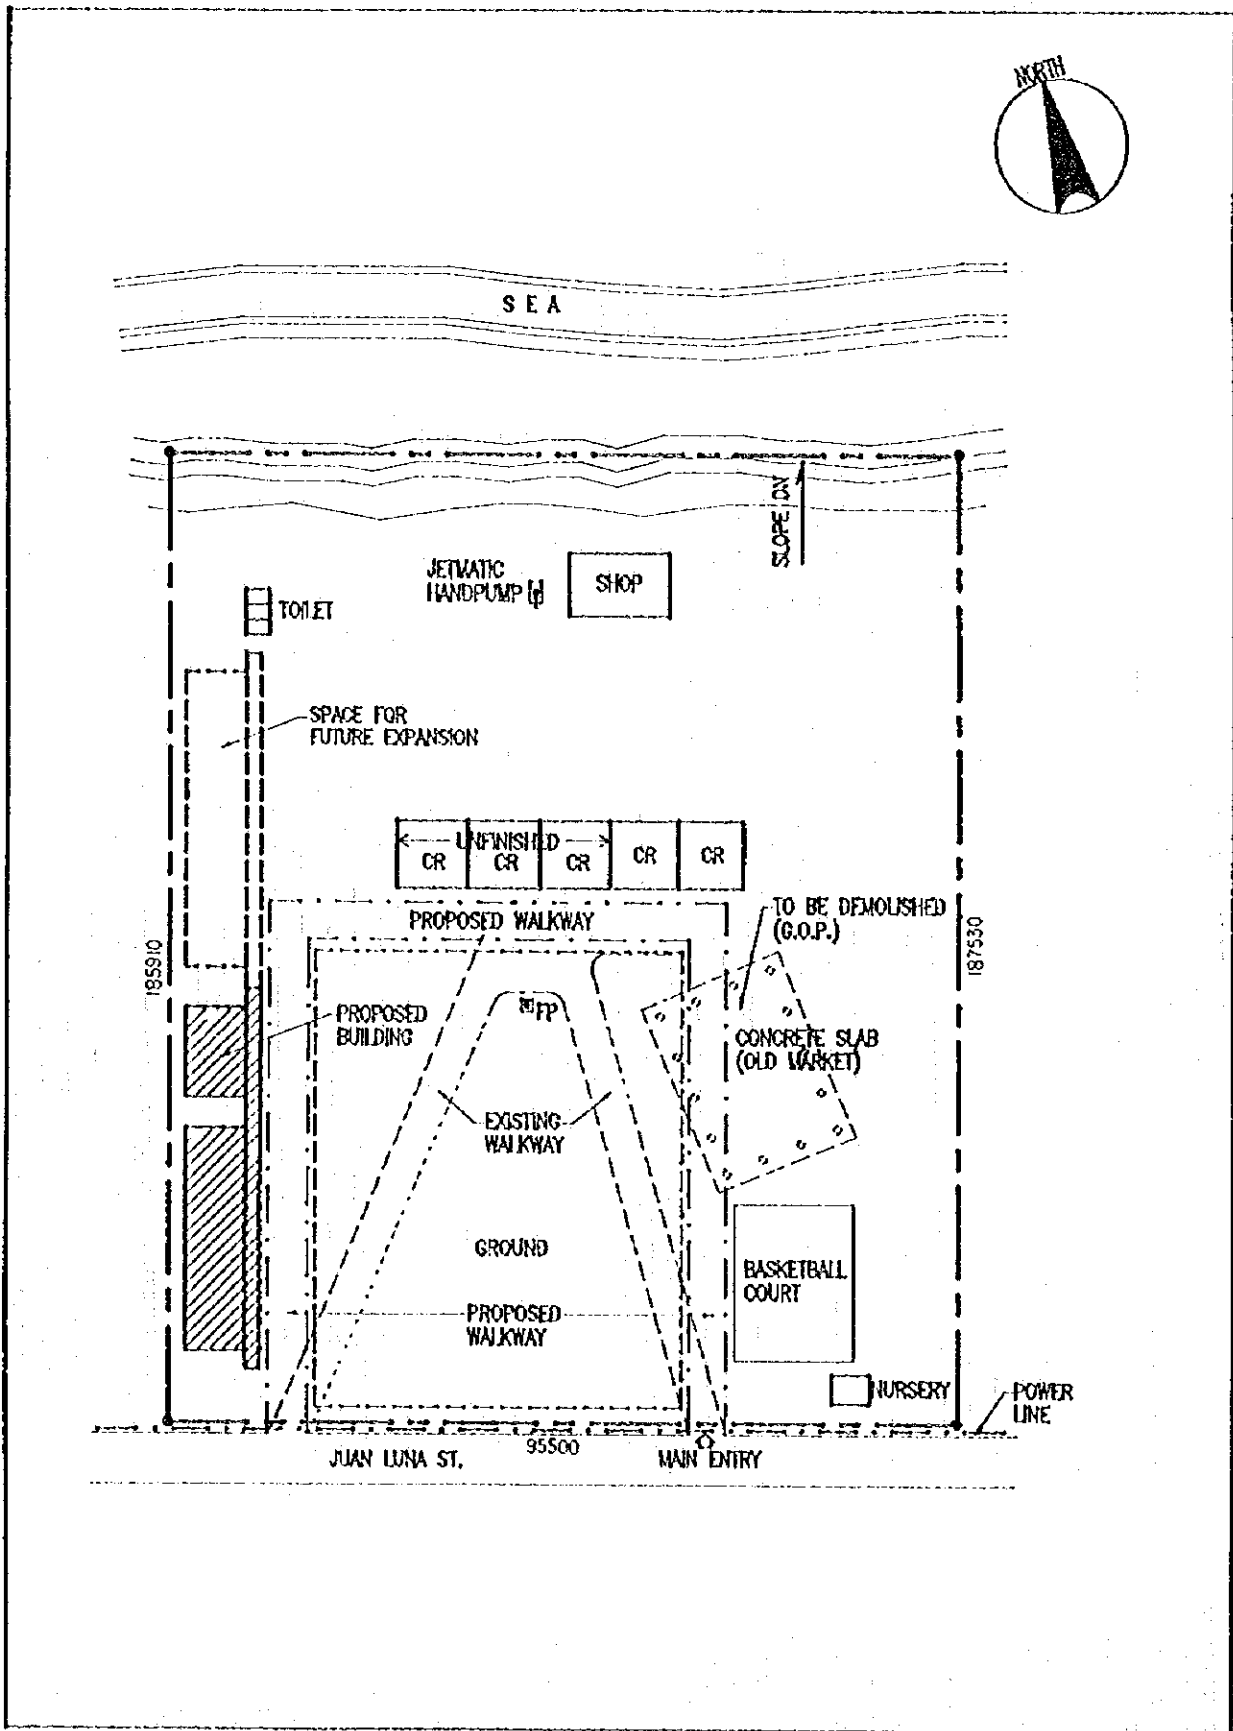 NORTH
S E A
SLOPE DN
JETMATIC
HANDPUMP
SHOP
TOILET
SPACE FOR
FUTURE EXPANSION
UNFINISHED
CR CR CR CR CR
PROPOSED WALKWAY
TO BE DEMOLISHED
(G.O.P.)
185910
187530
PROPOSED
BUILDING
FP
CONCRETE SLAB
(OLD MARKET)
EXISTING
WALKWAY
GROUND
BASKETBALL
COURT
PROPOSED
WALKWAY
NURSERY
POWER
LINE
JUAN LUNA ST.
95500
MAIN ENTRY